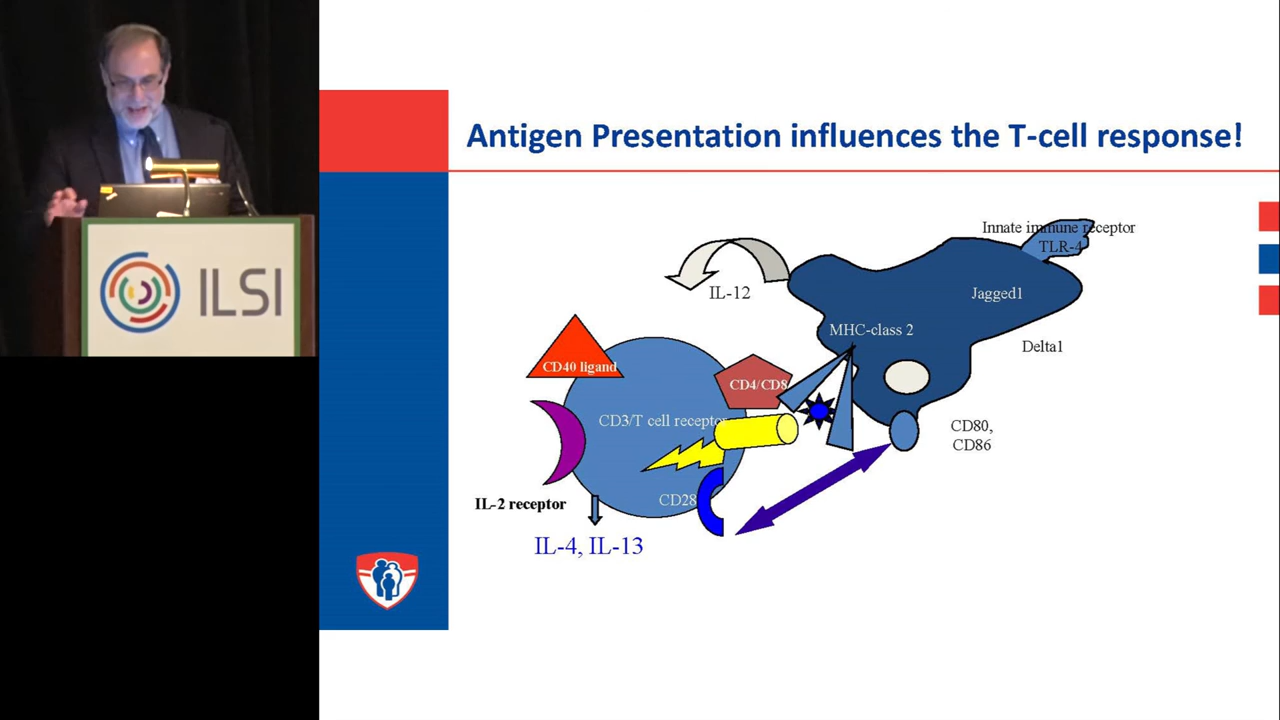 ILSI
Antigen Presentation influences the T-cell response!
Innate immune receptor
TLR-4
IL-12
Jagged1
MHC-class 2
Delta1
CD40 ligand
CD4/CD8
CD3/T cell receptor
CD80,
CD86
CD28
IL-2 receptor
IL-4, IL-13